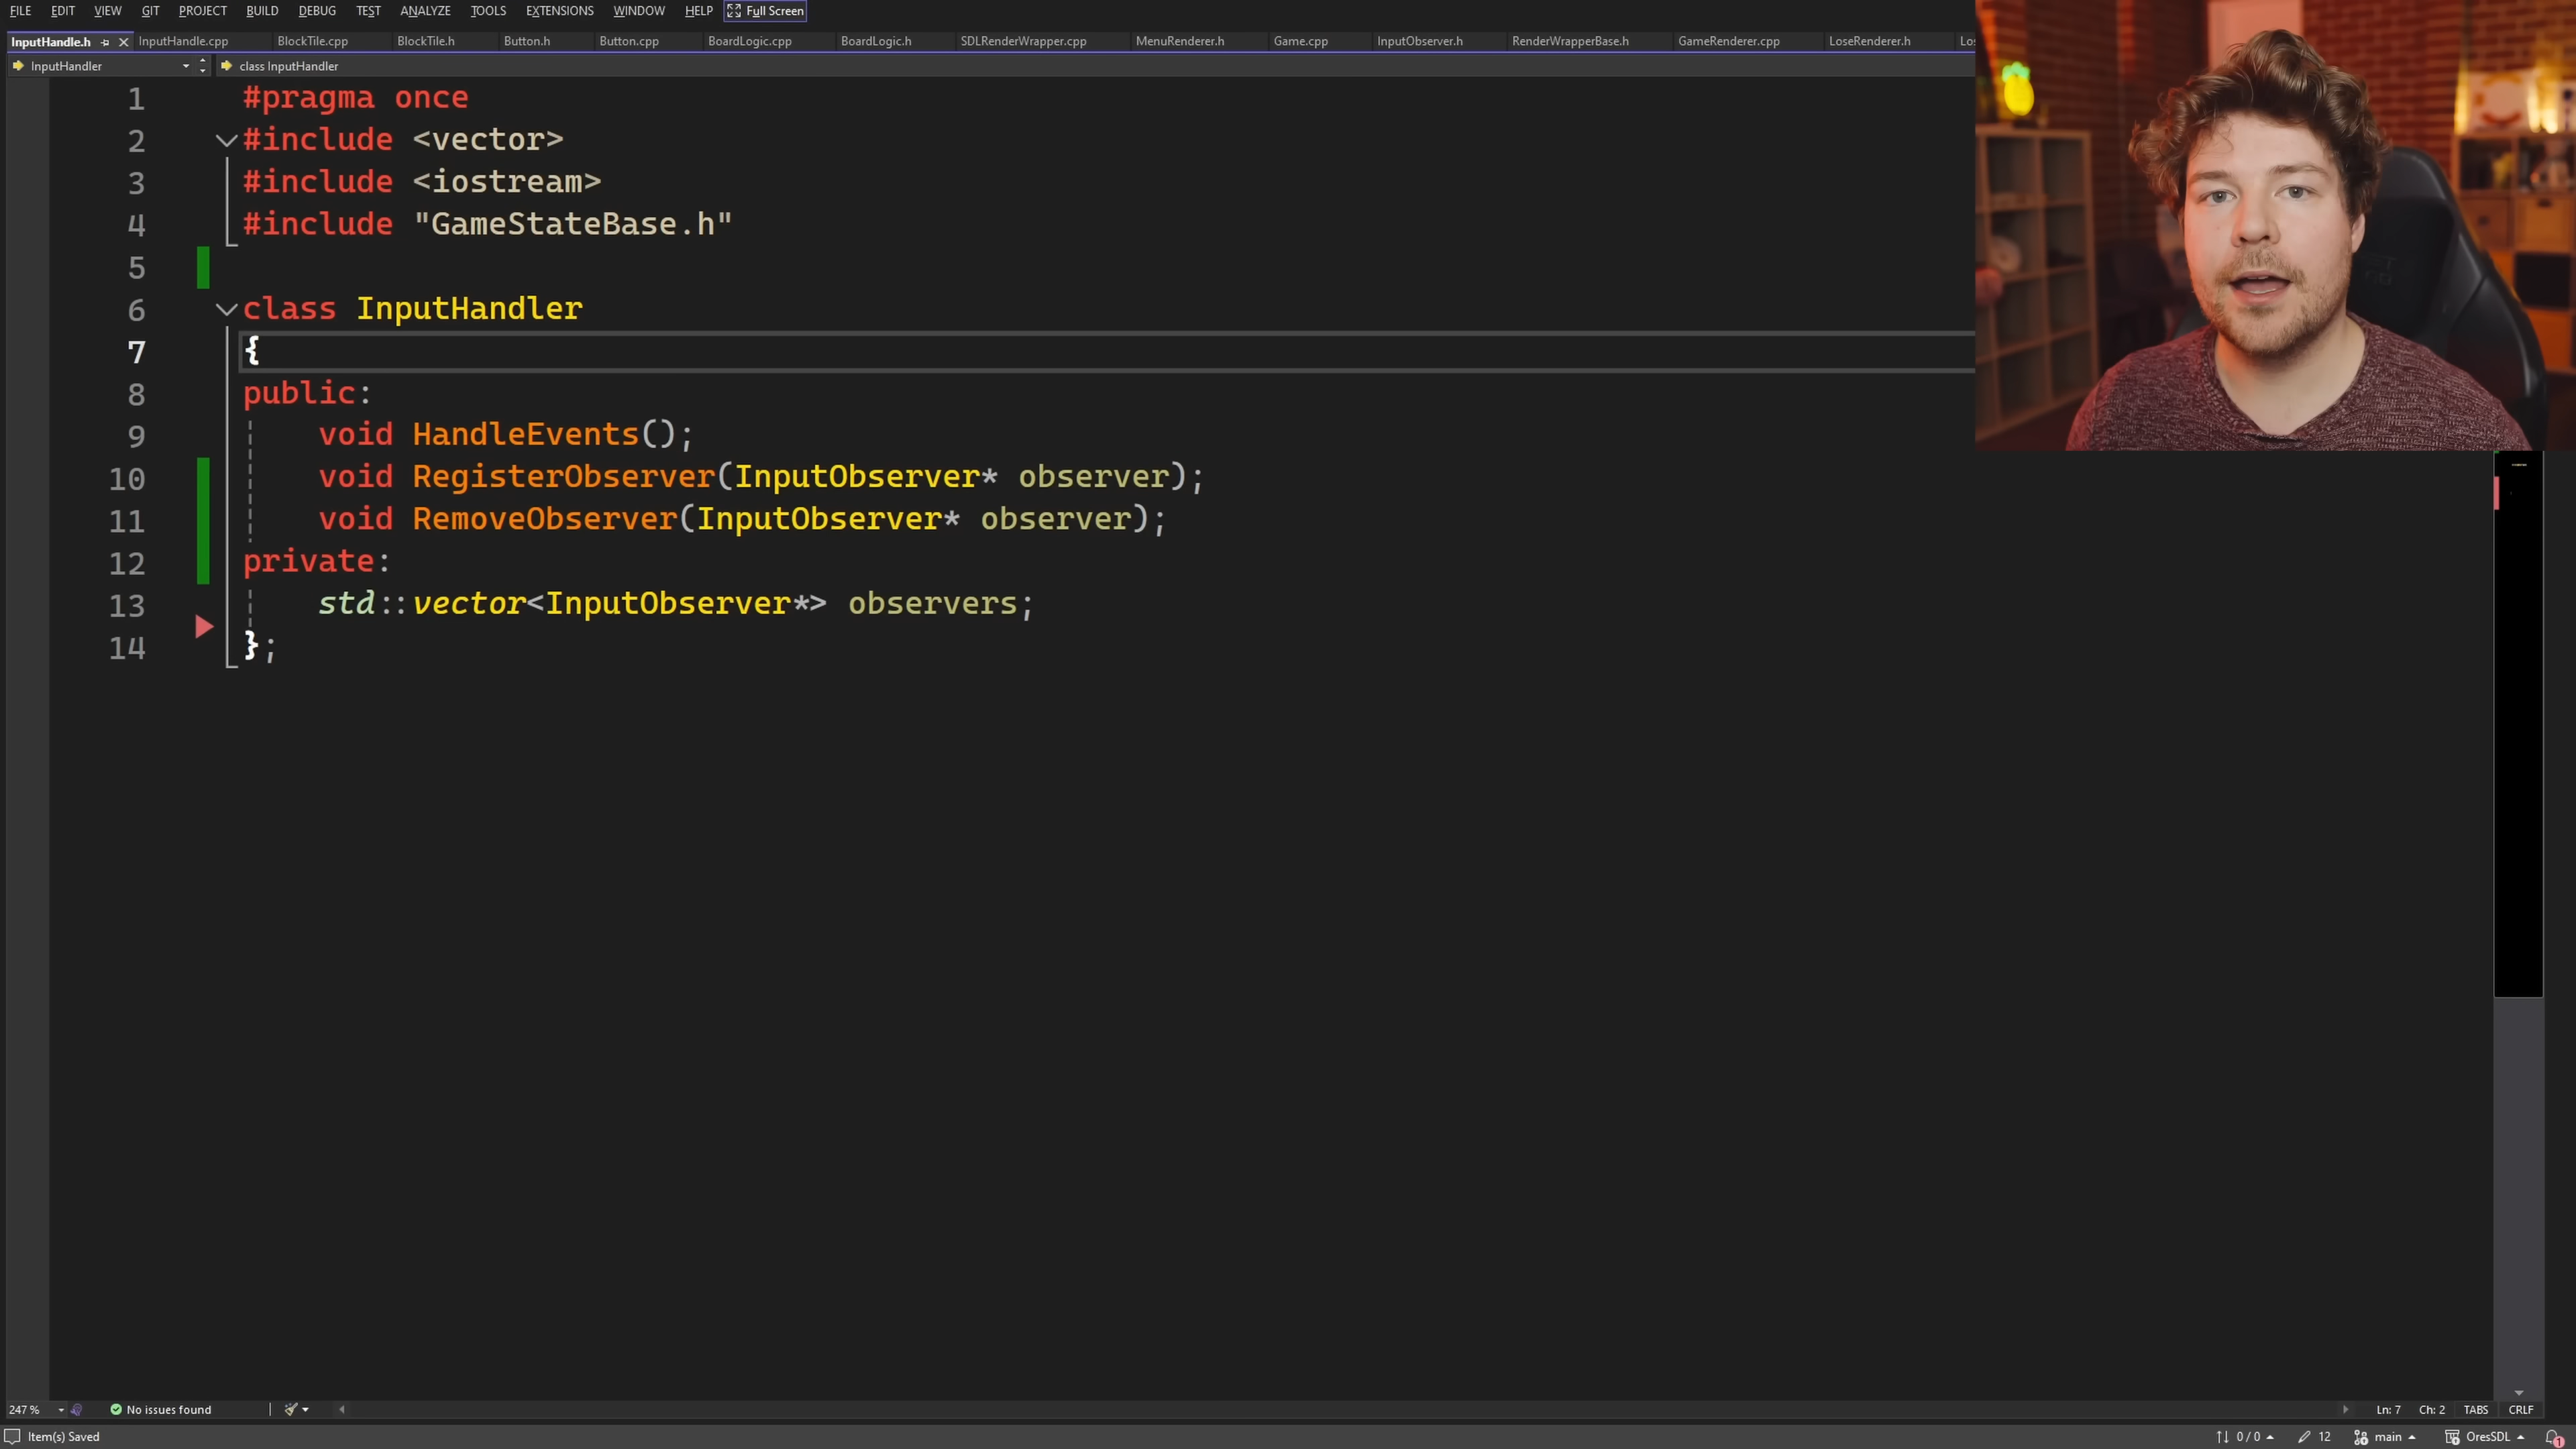 FILE EDIT VIEW GIT PROJECT BUILD DEBUG TEST ANALYZE TOOLS EXTENSIONS WINDOW HELP Full Screen
InputHandle.h InputHandle.cpp BlockTile.cpp BlockTile.h Button.h Button.cpp BoardLogic.cpp BoardLogic.h SDLRenderWrapper.cpp MenuRenderer.h Game.cpp InputObserver.h RenderWrapperBase.h GameRenderer.cpp LoseRenderer.h Los
InputHandler class InputHandler
1 #pragma once
2 #include <vector>
3 #include <iostream>
4 #include "GameStateBase.h"
5
6 class InputHandler
7 {
8 public:
9 void HandleEvents();
10 void RegisterObserver(InputObserver* observer);
11 void RemoveObserver(InputObserver* observer);
12 private:
13 std::vector<InputObserver*> observers;
14 };
247 % No issues found Ln: 7 Ch: 2 TABS CRLF
Item(s) Saved 0 / 0 12 main OresSDL 1